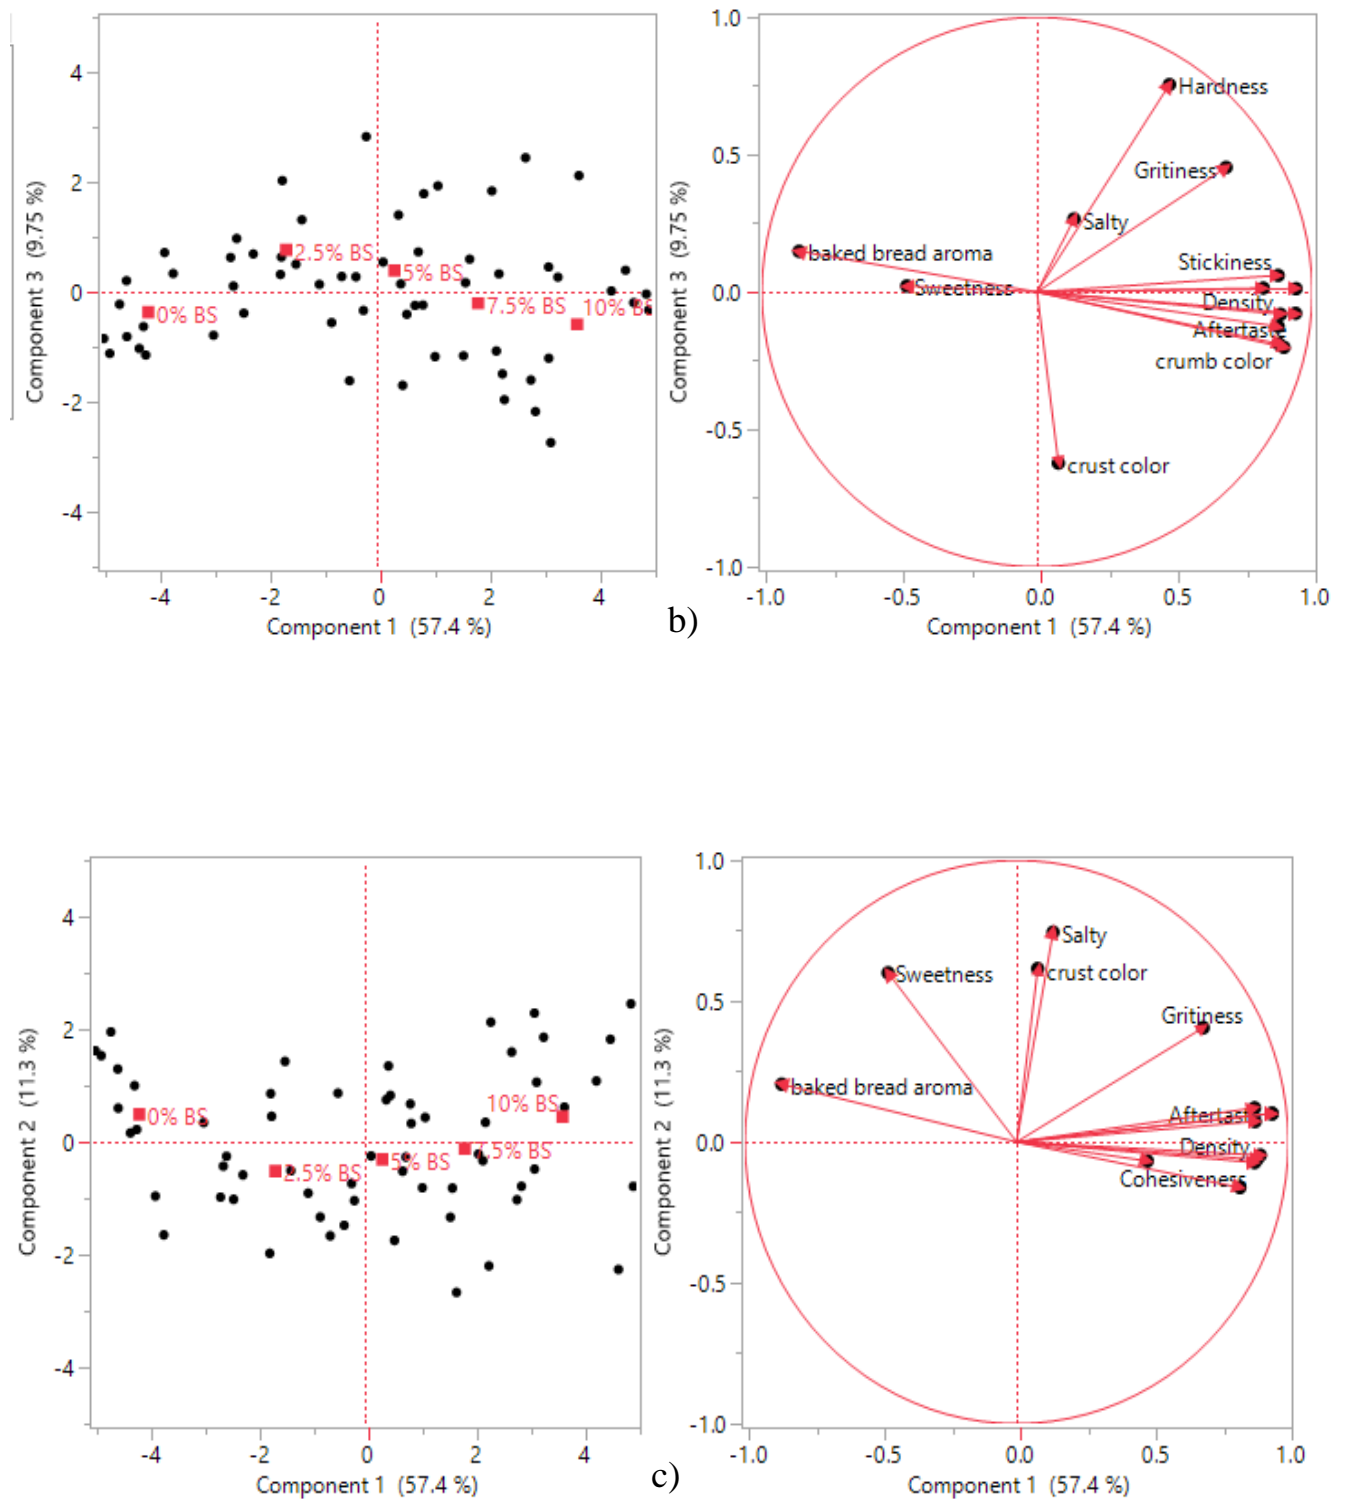 4
2
0
-2
-4
Component 3 (9.75 %)
2.5% BS
5% BS
0% BS
7.5% BS
10% BS
-4
-2
0
2
4
Component 1 (57.4 %)
1.0
0.5
0.0
-0.5
-1.0
Component 3 (9.75 %)
Hardness
Gritiness
Salty
baked bread aroma
Stickiness
Sweetness
Density
Aftertaste
crumb color
crust color
-1.0
-0.5
0.0
0.5
1.0
Component 1 (57.4 %)
b)
4
2
0
-2
-4
Component 2 (11.3 %)
0% BS
10% BS
2.5% BS
5% BS
7.5% BS
-4
-2
0
2
4
Component 1 (57.4 %)
1.0
0.5
0.0
-0.5
-1.0
Component 2 (11.3 %)
Salty
Sweetness
crust color
Gritiness
baked bread aroma
Aftertaste
Density
Cohesiveness
-1.0
-0.5
0.0
0.5
1.0
Component 1 (57.4 %)
c)